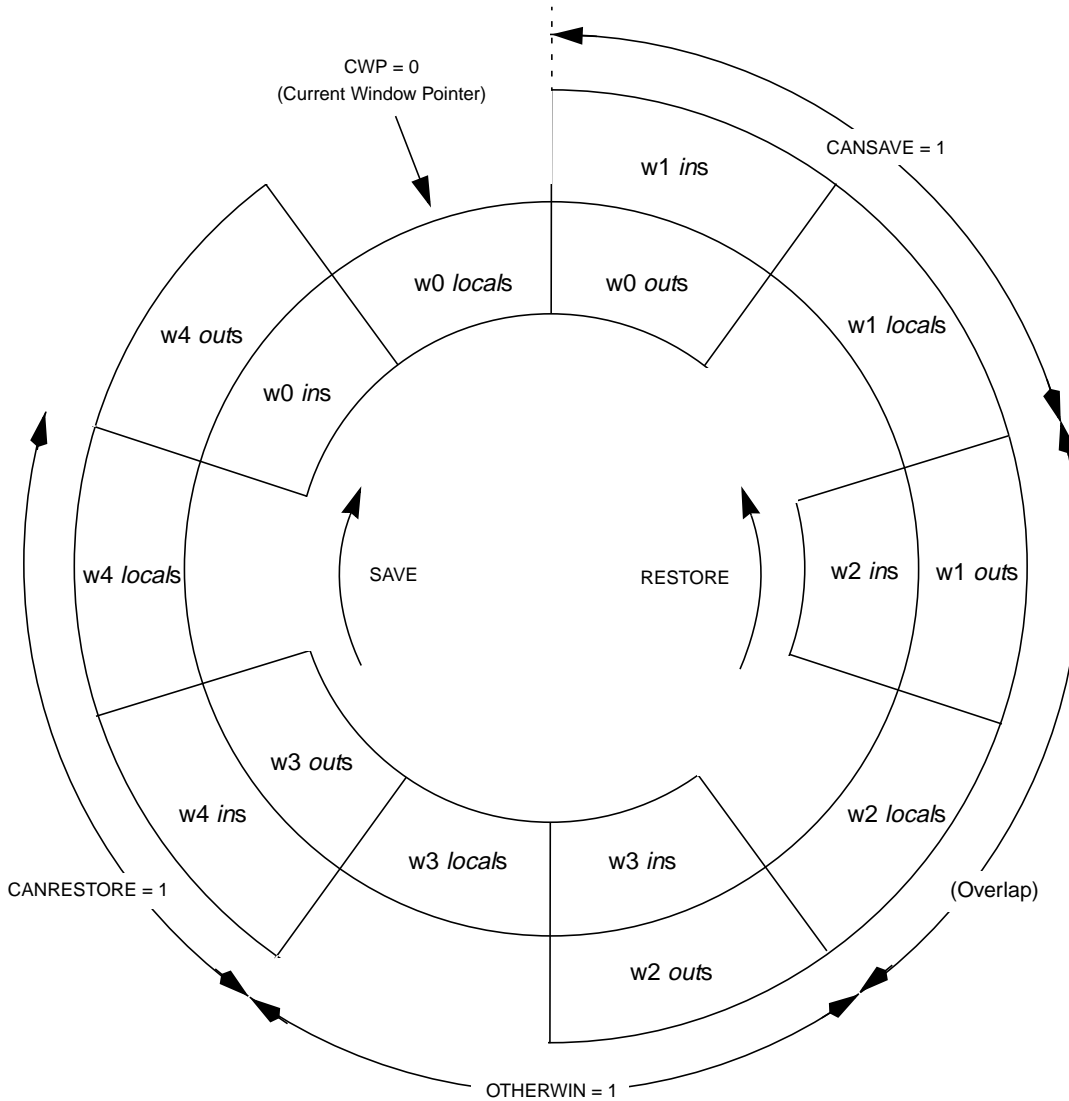 CWP = 0
(Current Window Pointer)
CANSAVE = 1
w1 ins
w0 locals
w0 outs
w4 outs
w1 locals
w0 ins
w4 locals
SAVE
RESTORE
w2 ins
w1 outs
w3 outs
w4 ins
w3 locals
w3 ins
w2 locals
CANRESTORE = 1
(Overlap)
w2 outs
OTHERWIN = 1